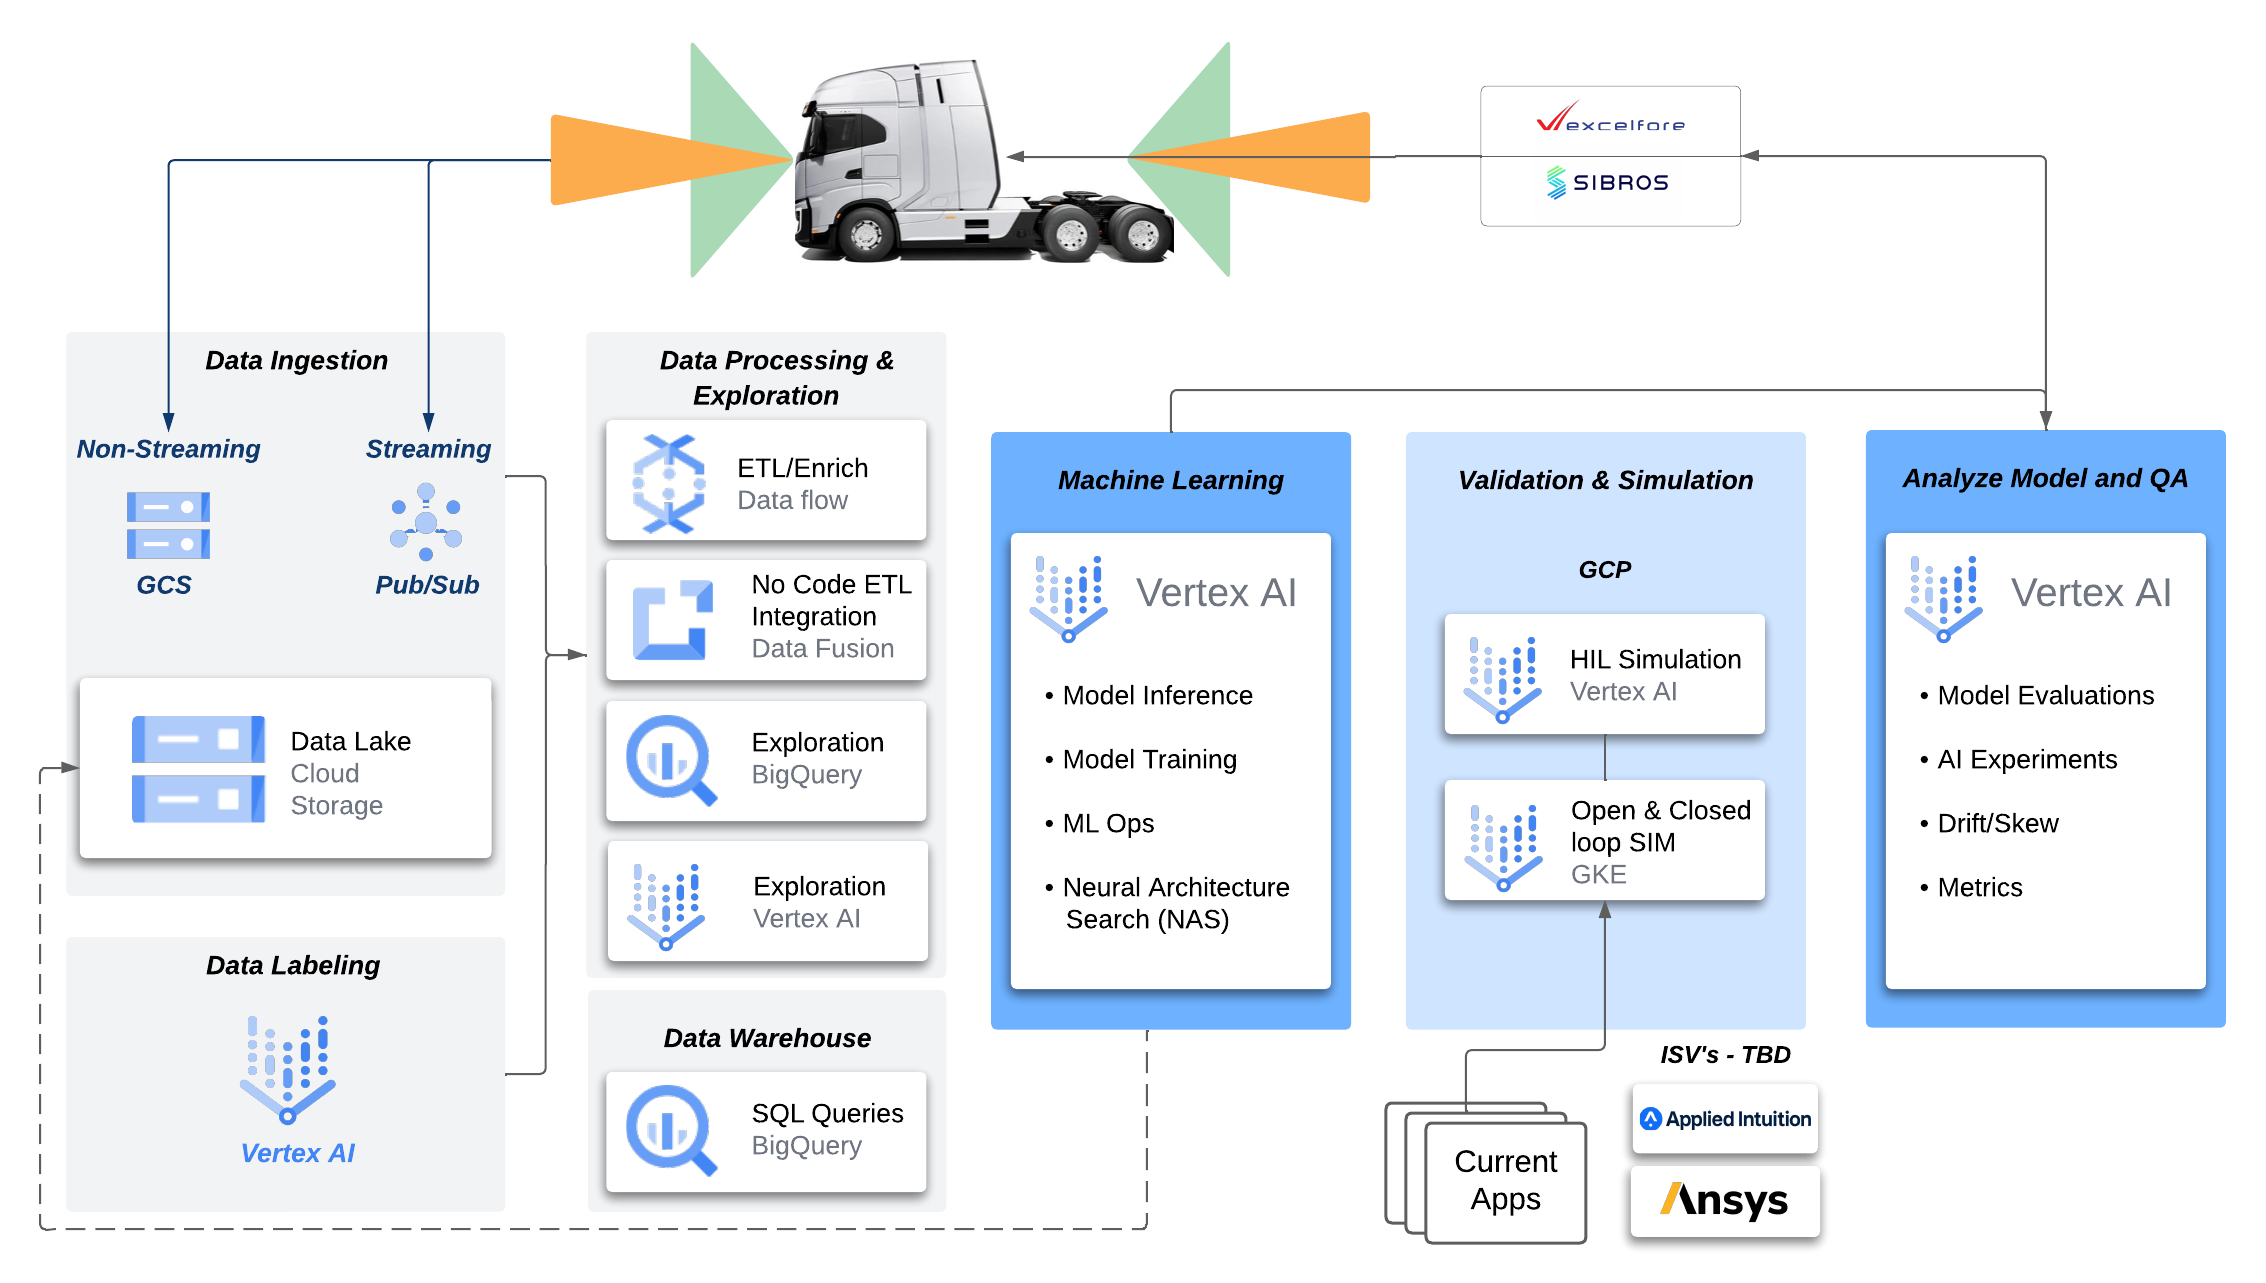 excelfore
SIBROS
Data Ingestion
Non-Streaming
Streaming
GCS
Pub/Sub
Data Lake
Cloud
Storage
Data Labeling
Vertex AI
Data Processing &
Exploration
ETL/Enrich
Data flow
No Code ETL
Integration
Data Fusion
Exploration
BigQuery
Exploration
Vertex AI
Data Warehouse
SQL Queries
BigQuery
Machine Learning
Vertex AI
• Model Inference
• Model Training
• ML Ops
• Neural Architecture
Search (NAS)
Validation & Simulation
GCP
HIL Simulation
Vertex AI
Open & Closed
loop SIM
GKE
Current
Apps
ISV's - TBD
Applied Intuition
Ansys
Analyze Model and QA
Vertex AI
• Model Evaluations
• AI Experiments
• Drift/Skew
• Metrics